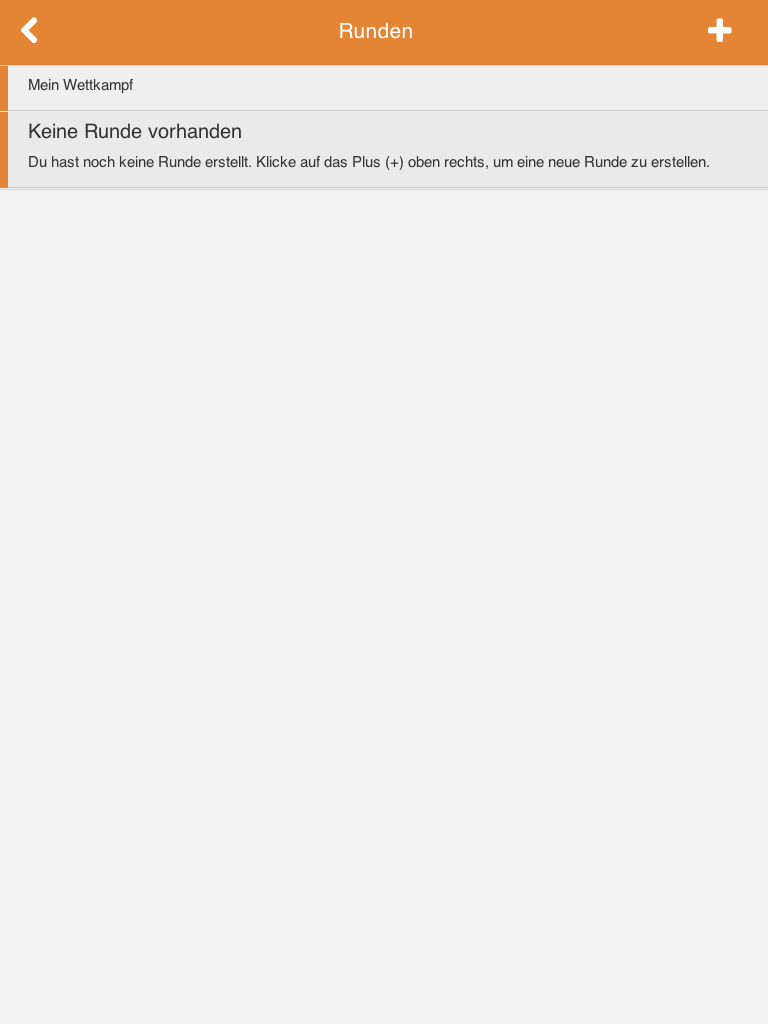 Runden
Mein Wettkampf
Keine Runde vorhanden
Du hast noch keine Runde erstellt. Klicke auf das Plus (+) oben rechts, um eine neue Runde zu erstellen.